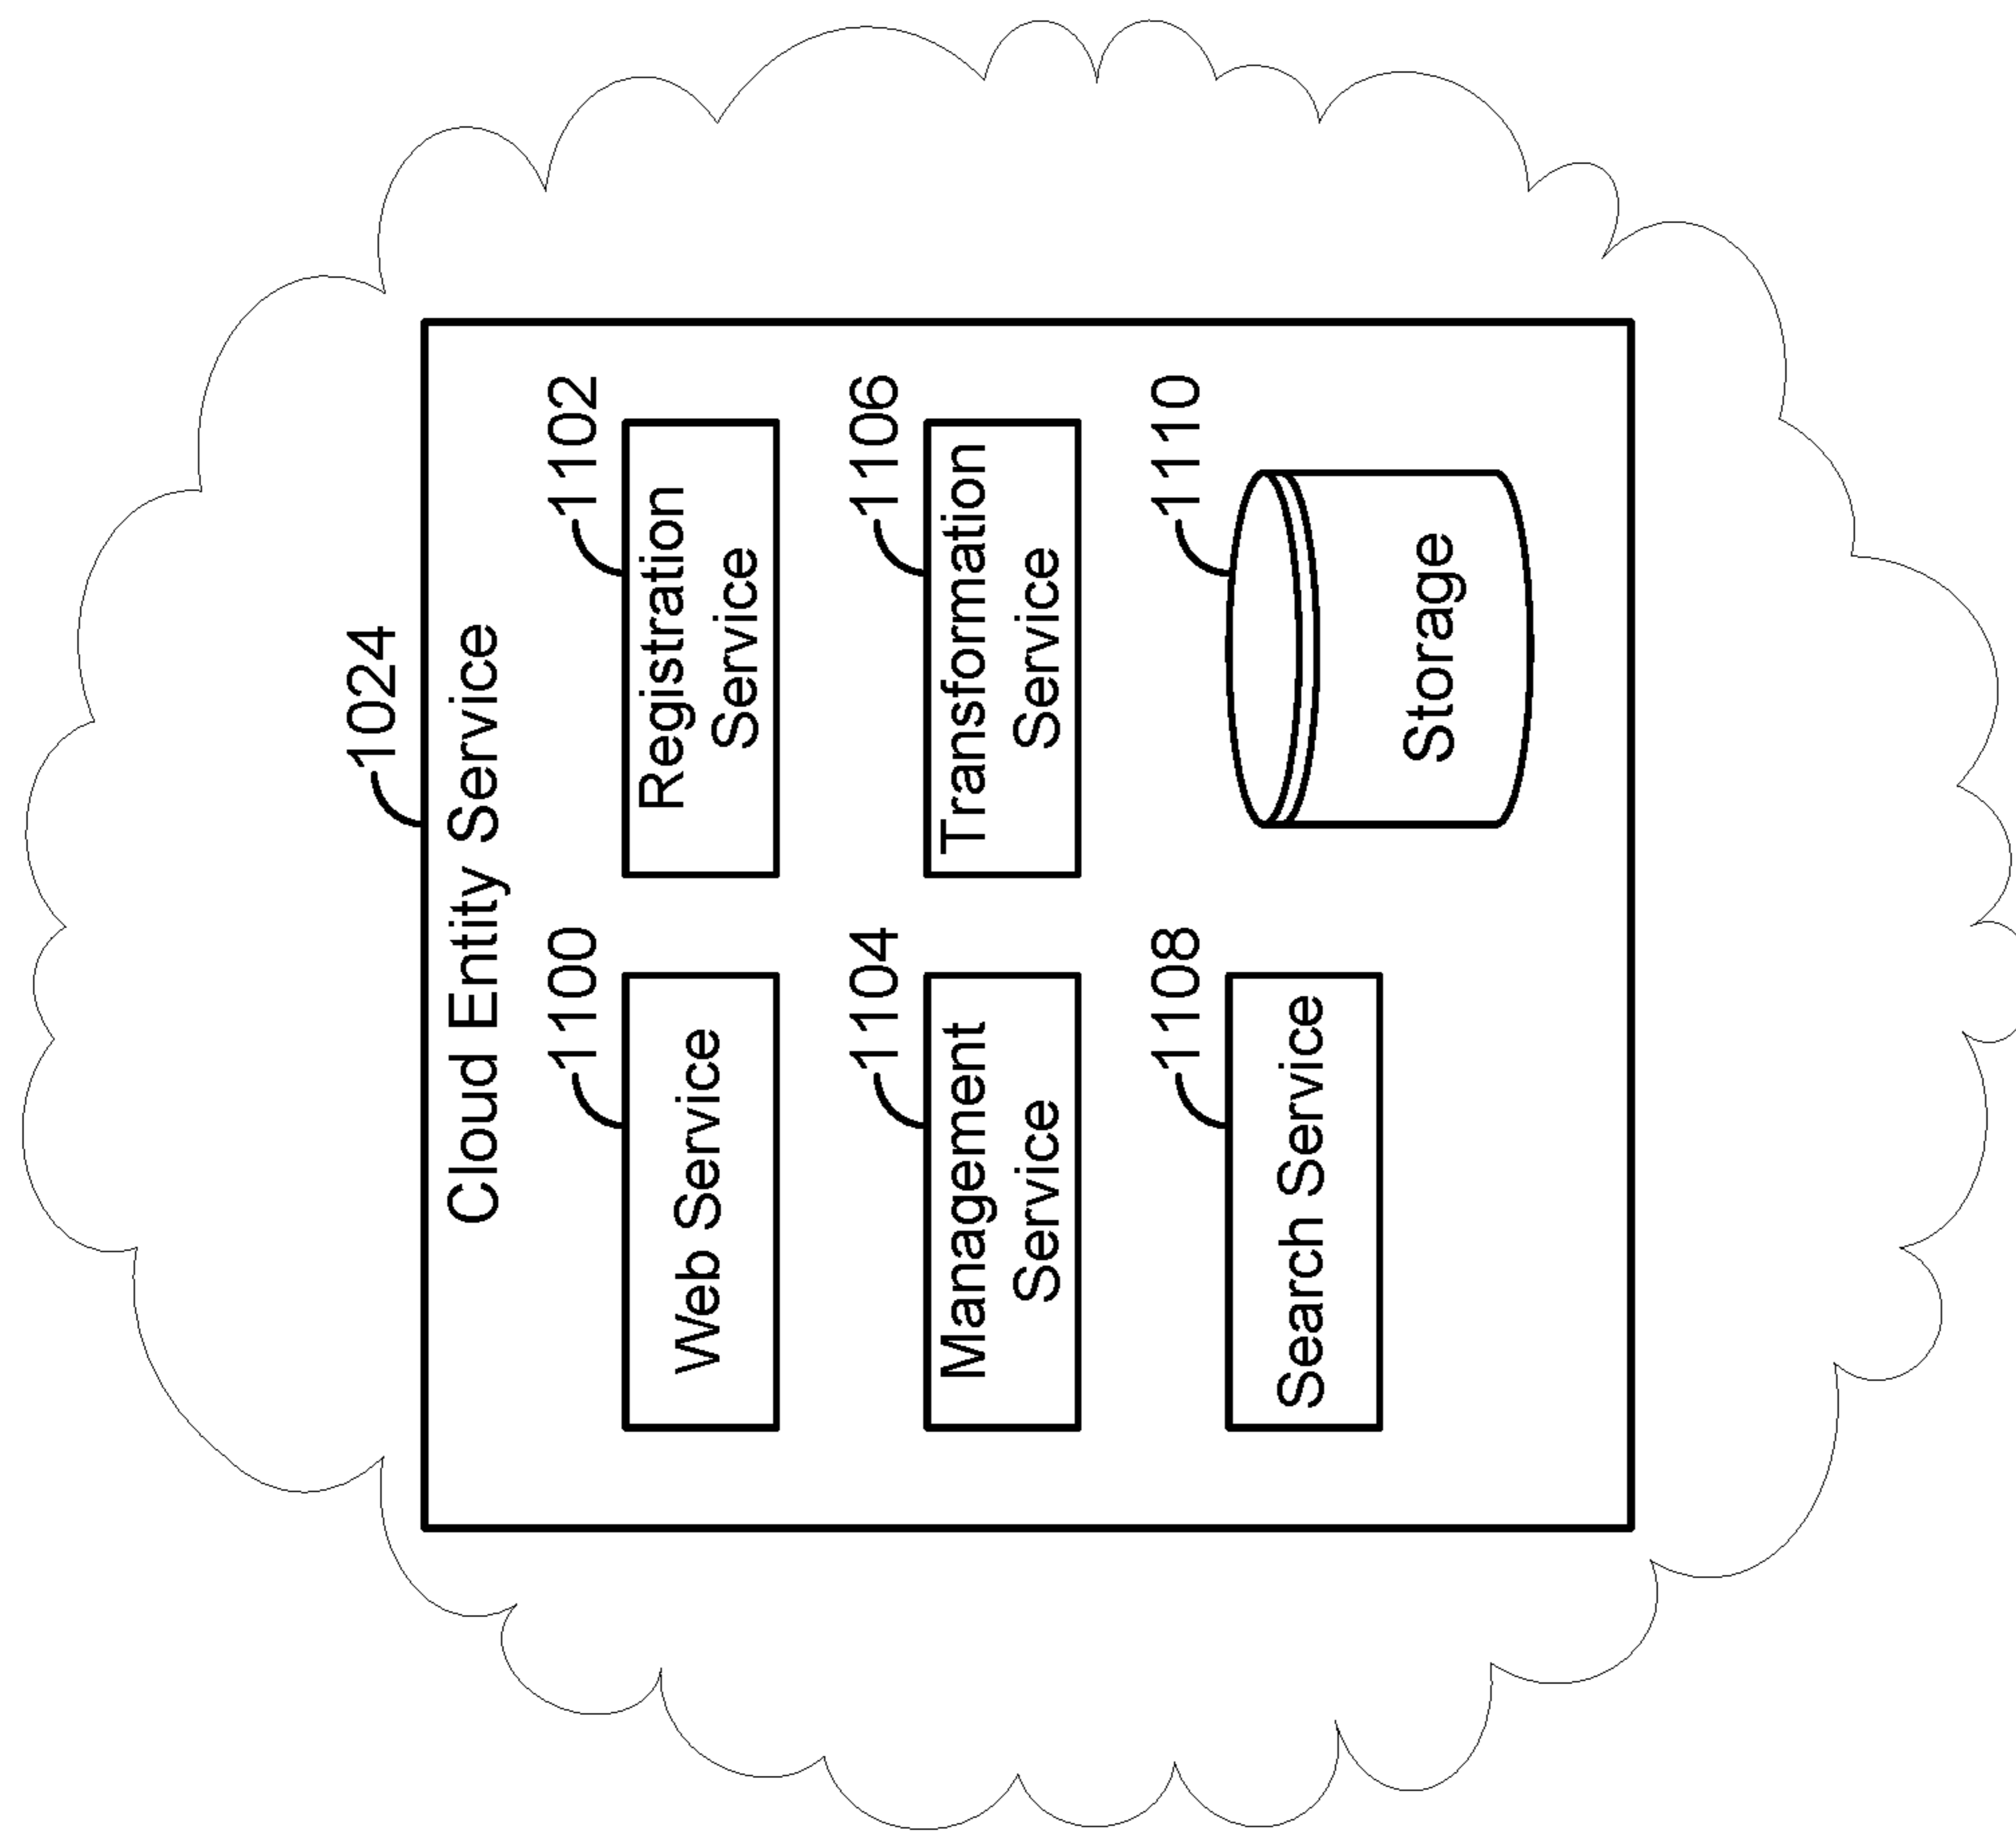 1024
Cloud Entity Service
1100
1102
Web Service
Registration
Service
1104
1106
Management
Service
Transformation
Service
1108
1110
Search Service
Storage